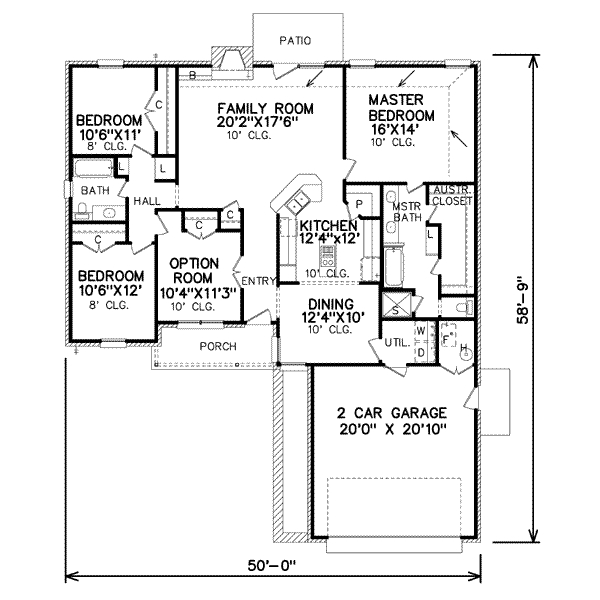 PATIO
B
FAMILY ROOM
20'2"X17'6"
10' CLG.
MASTER
BEDROOM
16'X14'
10' CLG.
BEDROOM
10'6"X11'
8' CLG.
C
L
L
BATH
HALL
P
MSTR
BATH
AUSTR.
CLOSET
L
C
C
C
KITCHEN
12'4"x12'
10' CLG.
BEDROOM
10'6"X12'
8' CLG.
OPTION
ROOM
10'4"X11'3"
10' CLG.
ENTRY
S
DINING
12'4"X10'
10' CLG.
PORCH
UTIL.
W
D
F
H
2 CAR GARAGE
20'0" X 20'10"
58'-9"
50'-0"